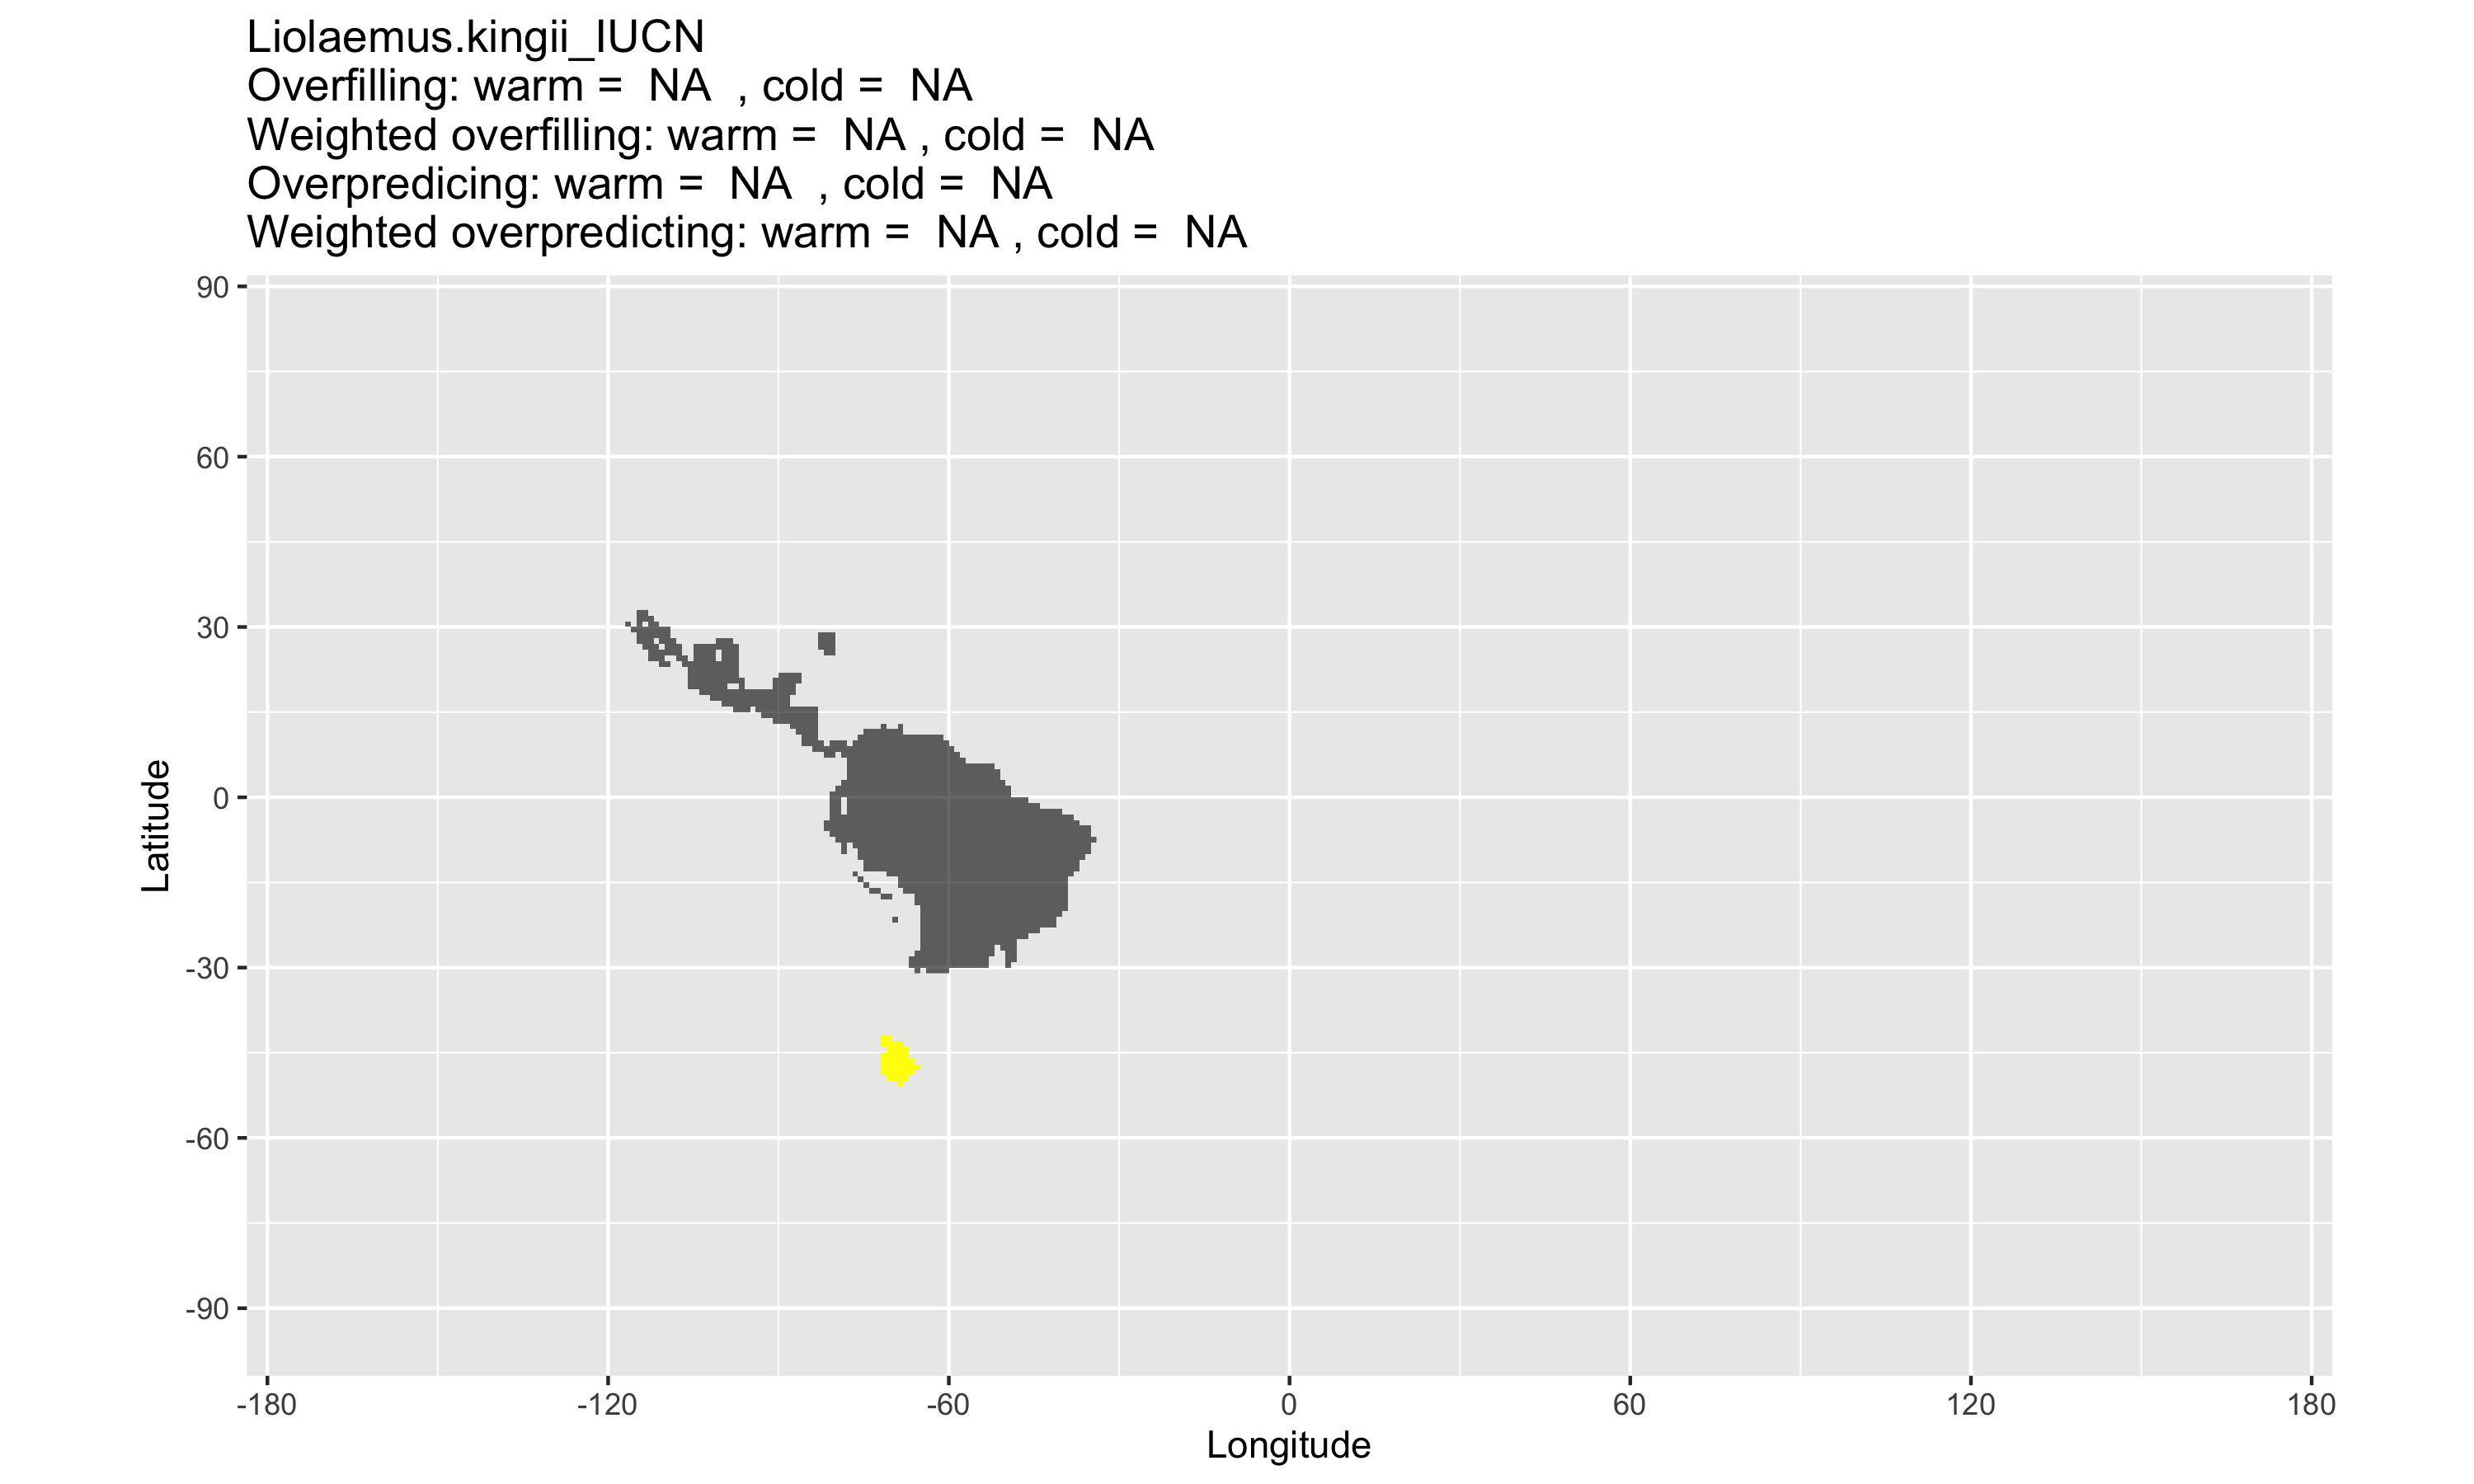 Liolaemus.kingii_IUCN
Overfilling: warm =  NA  , cold =  NA
Weighted overfilling: warm =  NA , cold =  NA
Overpredicing: warm =  NA  , cold =  NA
Weighted overpredicting: warm =  NA , cold =  NA
90
60
30
0
-30
-60
-90
Latitude
-180
-120
-60
0
60
120
180
Longitude